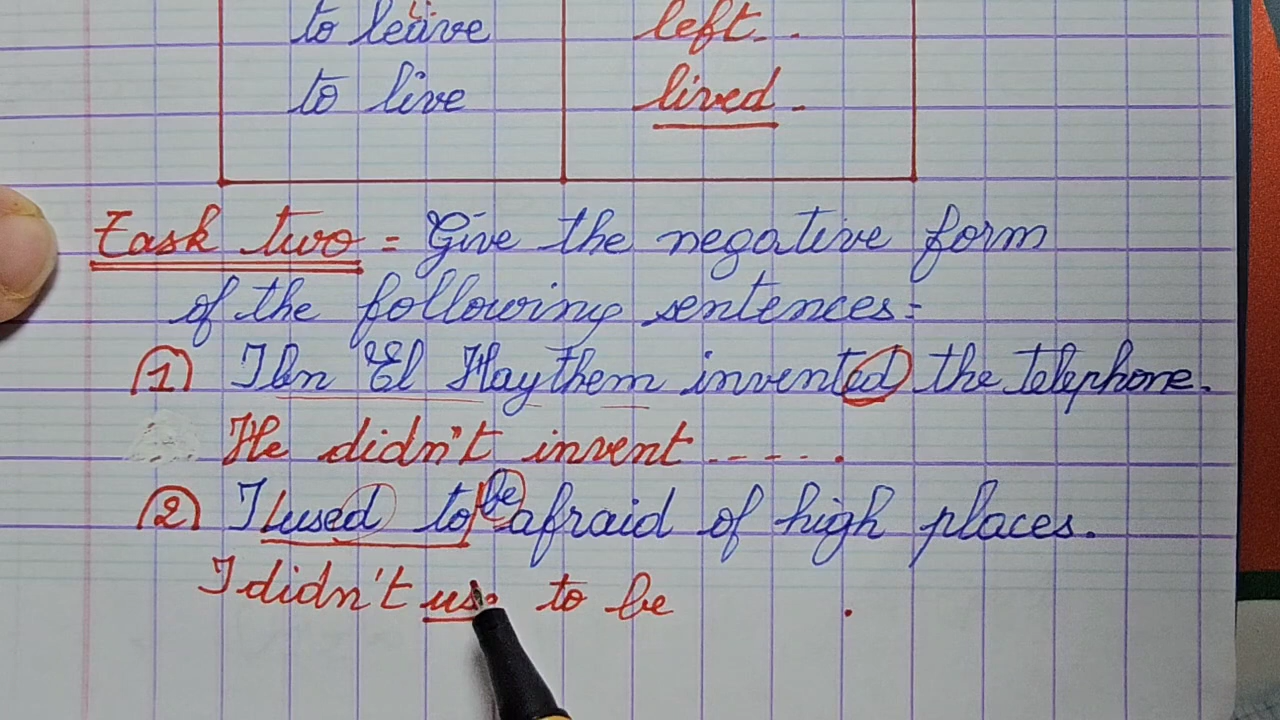 to leave left...
to live lived.
Task two = Give the negative form
of the following sentences:
① Ibn El Haythem invented the telephone.
He didn't invent ..... .
② I used to be afraid of high places.
I didn't to be .